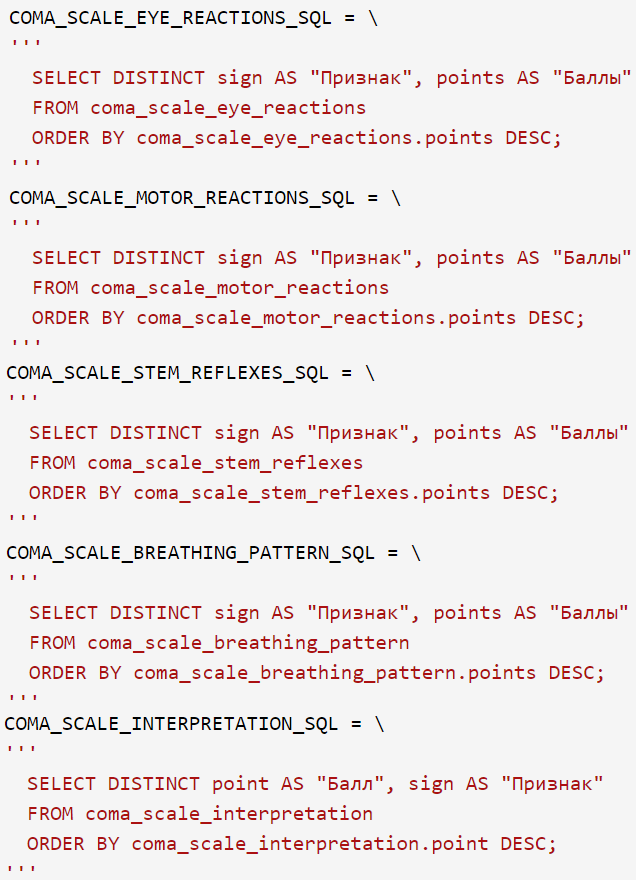 COMA_SCALE_EYE_REACTIONS_SQL = \
'''
  SELECT DISTINCT sign AS "Признак", points AS "Баллы"
  FROM coma_scale_eye_reactions
  ORDER BY coma_scale_eye_reactions.points DESC;
'''
COMA_SCALE_MOTOR_REACTIONS_SQL = \
'''
  SELECT DISTINCT sign AS "Признак", points AS "Баллы"
  FROM coma_scale_motor_reactions
  ORDER BY coma_scale_motor_reactions.points DESC;
'''
COMA_SCALE_STEM_REFLEXES_SQL = \
'''
  SELECT DISTINCT sign AS "Признак", points AS "Баллы"
  FROM coma_scale_stem_reflexes
  ORDER BY coma_scale_stem_reflexes.points DESC;
'''
COMA_SCALE_BREATHING_PATTERN_SQL = \
'''
  SELECT DISTINCT sign AS "Признак", points AS "Баллы"
  FROM coma_scale_breathing_pattern
  ORDER BY coma_scale_breathing_pattern.points DESC;
'''
COMA_SCALE_INTERPRETATION_SQL = \
'''
  SELECT DISTINCT point AS "Балл", sign AS "Признак"
  FROM coma_scale_interpretation
  ORDER BY coma_scale_interpretation.point DESC;
'''